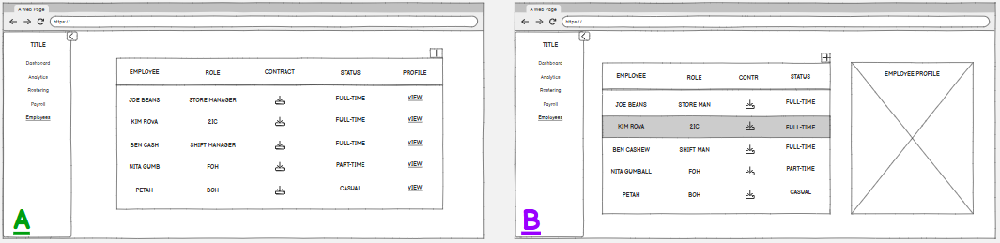 A Web Page
https://
TITLE
Dashboard
Analytics
Rostering
Payroll
Employees
EMPLOYEE ROLE CONTRACT STATUS PROFILE
JOE BEANS STORE MANAGER FULL-TIME vIEW
KIM ROVA 2IC FULL-TIME vIEW
BEN CASH SHIFT MANAGER FULL-TIME vIEW
NITA GUMB FOH PART-TIME vIEW
PETAH BOH CASUAL vIEW
A
A Web Page
https://
TITLE
Dashboard
Analytics
Rostering
Payroll
Employees
EMPLOYEE ROLE CONTR STATUS
JOE BEANS STORE MAN FULL-TIME
KIM ROVA 2IC FULL-TIME
BEN CASHEW SHIFT MAN FULL-TIME
NITA GUMBALL FOH PART-TIME
PETAH BOH CASUAL
EMPLOYEE PROFILE
B